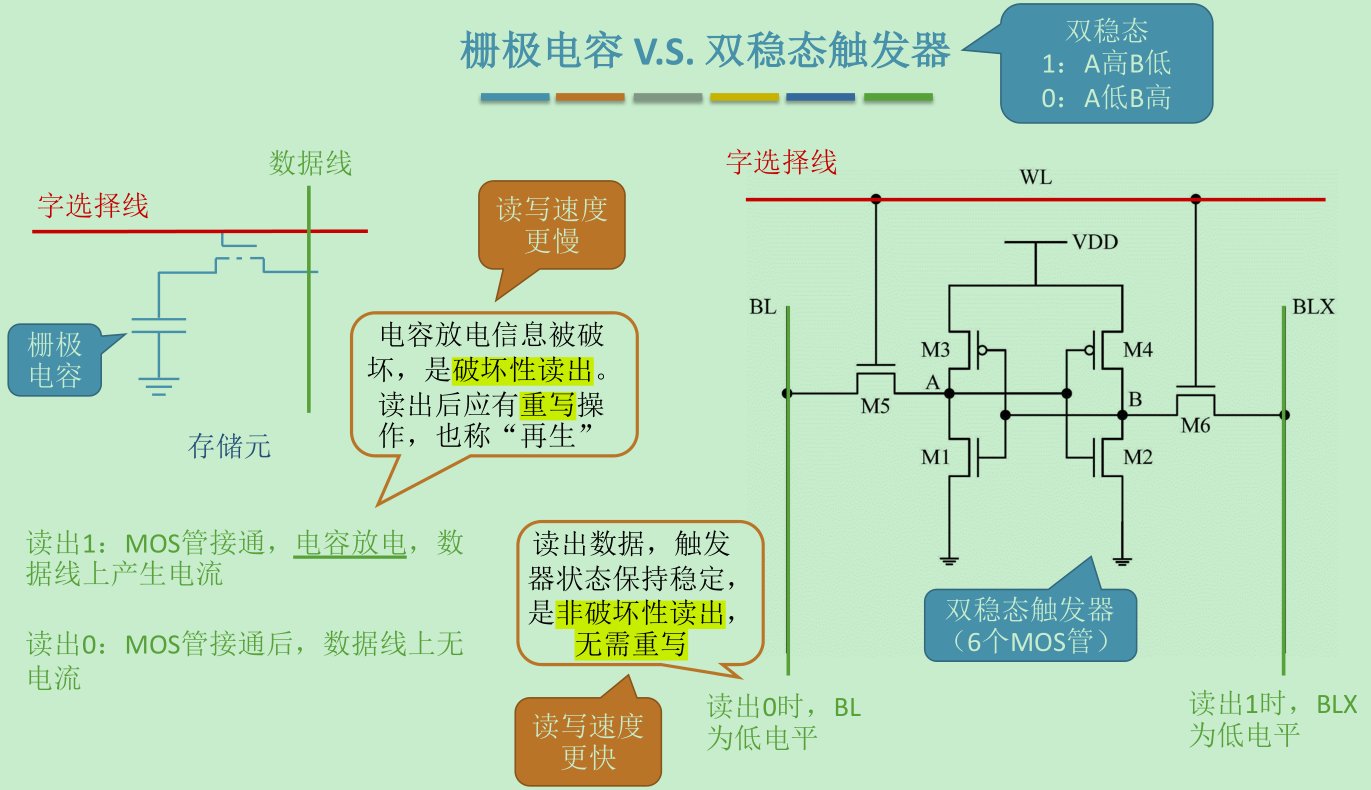 栅极电容 V.S. 双稳态触发器
双稳态
1：A高B低
0：A低B高
数据线
字选择线
栅极
电容
存储元
读写速度
更慢
电容放电信息被破
坏，是破坏性读出。
读出后应有重写操
作，也称“再生”
读出1：MOS管接通，电容放电，数
据线上产生电流
读出0：MOS管接通后，数据线上无
电流
读出数据，触发
器状态保持稳定，
是非破坏性读出，
无需重写
读写速度
更快
字选择线
WL
VDD
BL
BLX
M3
M4
A
B
M5
M6
M1
M2
双稳态触发器
（6个MOS管）
读出0时，BL
为低电平
读出1时，BLX
为低电平